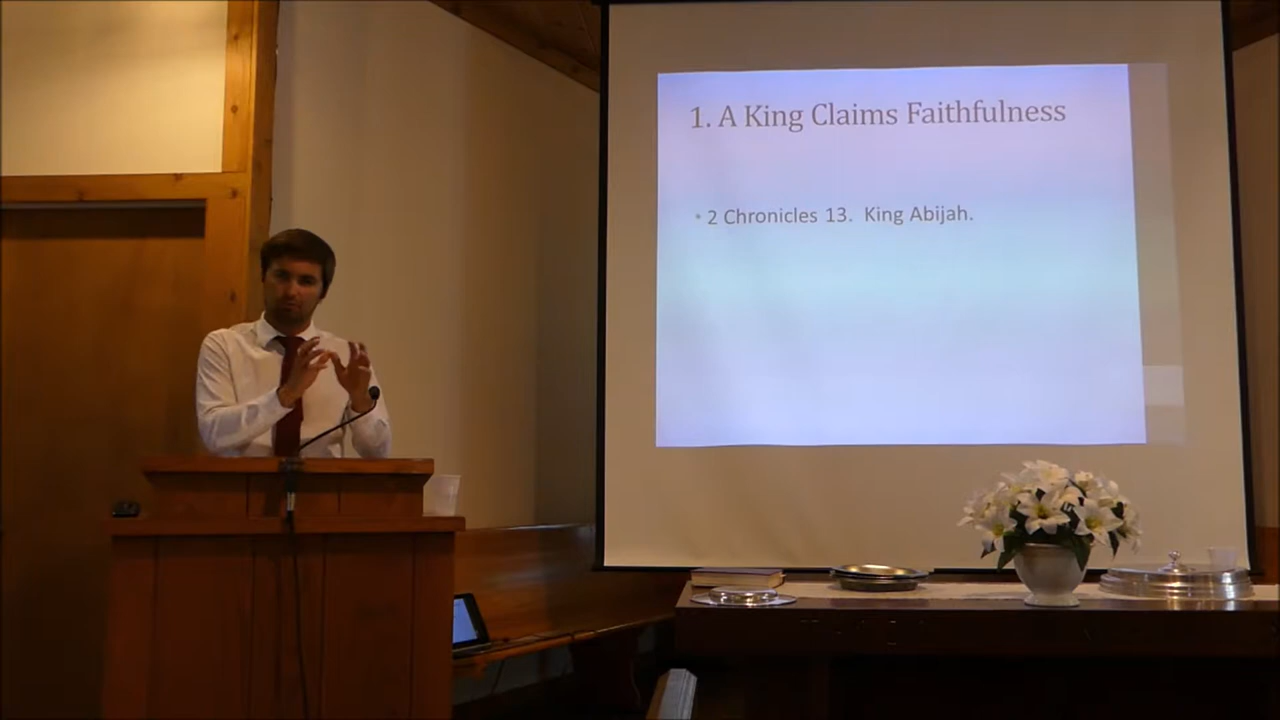 1. A King Claims Faithfulness
• 2 Chronicles 13.  King Abijah.